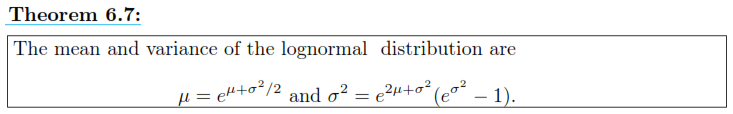 Theorem 6.7:
The mean and variance of the lognormal distribution are
μ = e^{μ+σ²/2} and σ² = e^{2μ+σ²}(e^{σ²} − 1).